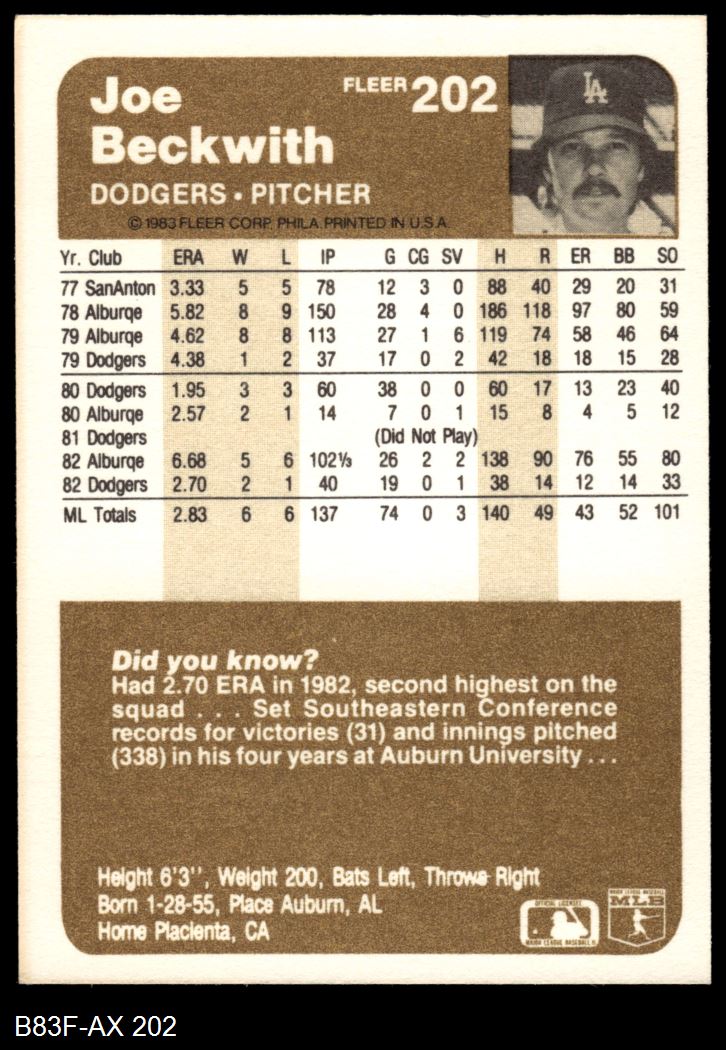 Joe
Beckwith
FLEER 202
DODGERS • PITCHER
© 1983 FLEER CORP. PHILA. PRINTED IN U.S.A.
LA
Yr. Club ERA W L IP G CG SV H R ER BB SO
77 SanAnton 3.33 5 5 78 12 3 0 88 40 29 20 31
78 Alburqe 5.82 8 9 150 28 4 0 186 118 97 80 59
79 Alburqe 4.62 8 8 113 27 1 6 119 74 58 46 64
79 Dodgers 4.38 1 2 37 17 0 2 42 18 18 15 28
80 Dodgers 1.95 3 3 60 38 0 0 60 17 13 23 40
80 Alburqe 2.57 2 1 14 7 0 1 15 8 4 5 12
81 Dodgers (Did Not Play)
82 Alburqe 6.68 5 6 102⅓ 26 2 2 138 90 76 55 80
82 Dodgers 2.70 2 1 40 19 0 1 38 14 12 14 33
ML Totals 2.83 6 6 137 74 0 3 140 49 43 52 101
Did you know?
Had 2.70 ERA in 1982, second highest on the
squad . . . Set Southeastern Conference
records for victories (31) and innings pitched
(338) in his four years at Auburn University . . .
Height 6'3'', Weight 200, Bats Left, Throws Right
Born 1-28-55, Place Auburn, AL
Home Placienta, CA
OFFICIAL LICENSEE
MAJOR LEAGUE BASEBALL
MAJOR LEAGUE BASEBALL
MLB
B83F-AX 202